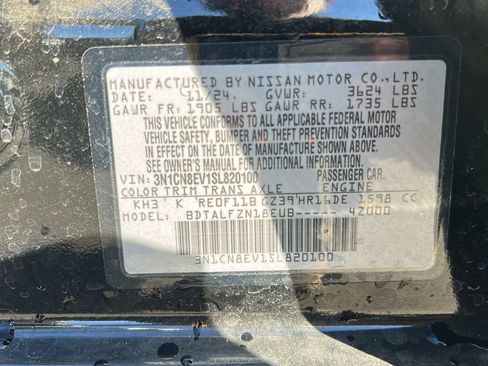 MANUFACTURED BY NISSAN MOTOR CO.,LTD.
DATE: 11/24. GVWR: 3624 LBS
GAWR FR: 1905 LBS GAWR RR: 1735 LBS
THIS VEHICLE CONFORMS TO ALL APPLICABLE FEDERAL MOTOR
VEHICLE SAFETY, BUMPER AND THEFT PREVENTION STANDARDS
IN EFFECT ON THE DATE OF MANUFACTURE SHOWN ABOVE.
SEE OWNER'S MANUAL FOR ADDITIONAL INFORMATION.
VIN: 3N1CN8EV1SL820100 PASSENGER CAR.
COLOR TRIM TRANS AXLE ENGINE
KH3 K RE0F11B GZ39 HR16DE 1598 CC
MODEL: BDTALFZN18EUB----- 42000
3N1CN8EV1SL820100